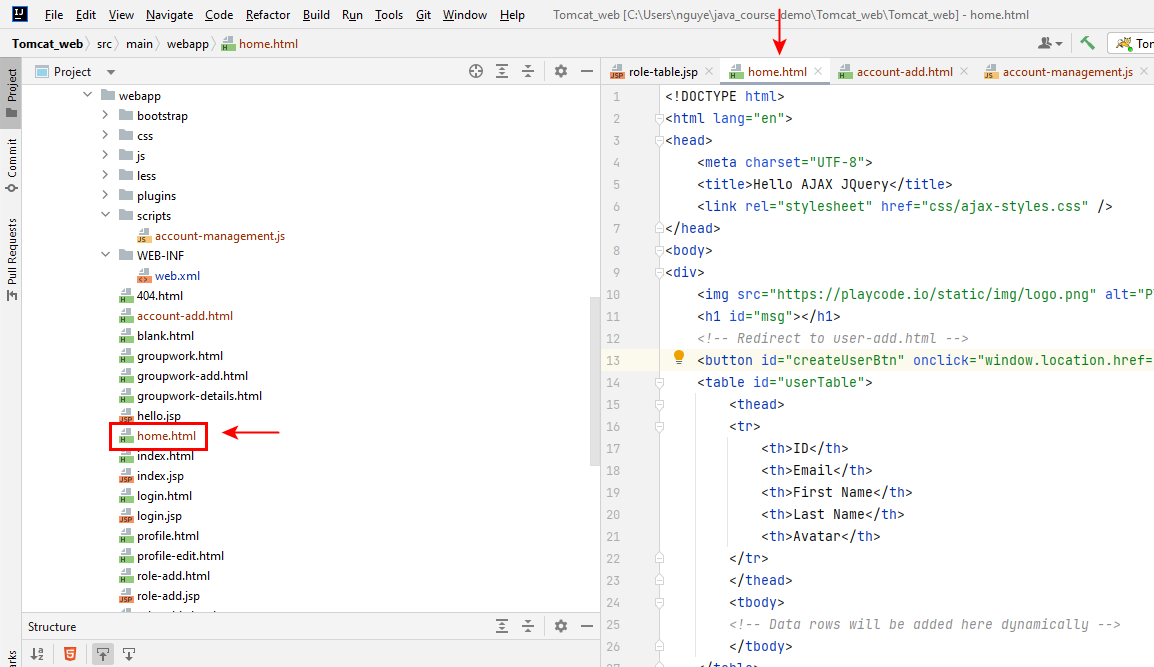 File Edit View Navigate Code Refactor Build Run Tools Git Window Help Tomcat_web [C:\Users\nguye\java_course_demo\Tomcat_web\Tomcat_web] - home.html
Tomcat_web src main webapp home.html
Project
Commit
Pull Requests
Project
webapp
bootstrap
css
js
less
plugins
scripts
account-management.js
WEB-INF
web.xml
404.html
account-add.html
blank.html
groupwork.html
groupwork-add.html
groupwork-details.html
hello.jsp
home.html
index.html
index.jsp
login.html
login.jsp
profile.html
profile-edit.html
role-add.html
role-add.jsp
Structure
role-table.jsp home.html account-add.html account-management.js
1 <!DOCTYPE html>
2 <html lang="en">
3 <head>
4 <meta charset="UTF-8">
5 <title>Hello AJAX JQuery</title>
6 <link rel="stylesheet" href="css/ajax-styles.css" />
7 </head>
8 <body>
9 <div>
10 <img src="https://playcode.io/static/img/logo.png" alt="Pl
11 <h1 id="msg"></h1>
12 <!-- Redirect to user-add.html -->
13 <button id="createUserBtn" onclick="window.location.href=
14 <table id="userTable">
15 <thead>
16 <tr>
17 <th>ID</th>
18 <th>Email</th>
19 <th>First Name</th>
20 <th>Last Name</th>
21 <th>Avatar</th>
22 </tr>
23 </thead>
24 <tbody>
25 <!-- Data rows will be added here dynamically -->
26 </tbody>